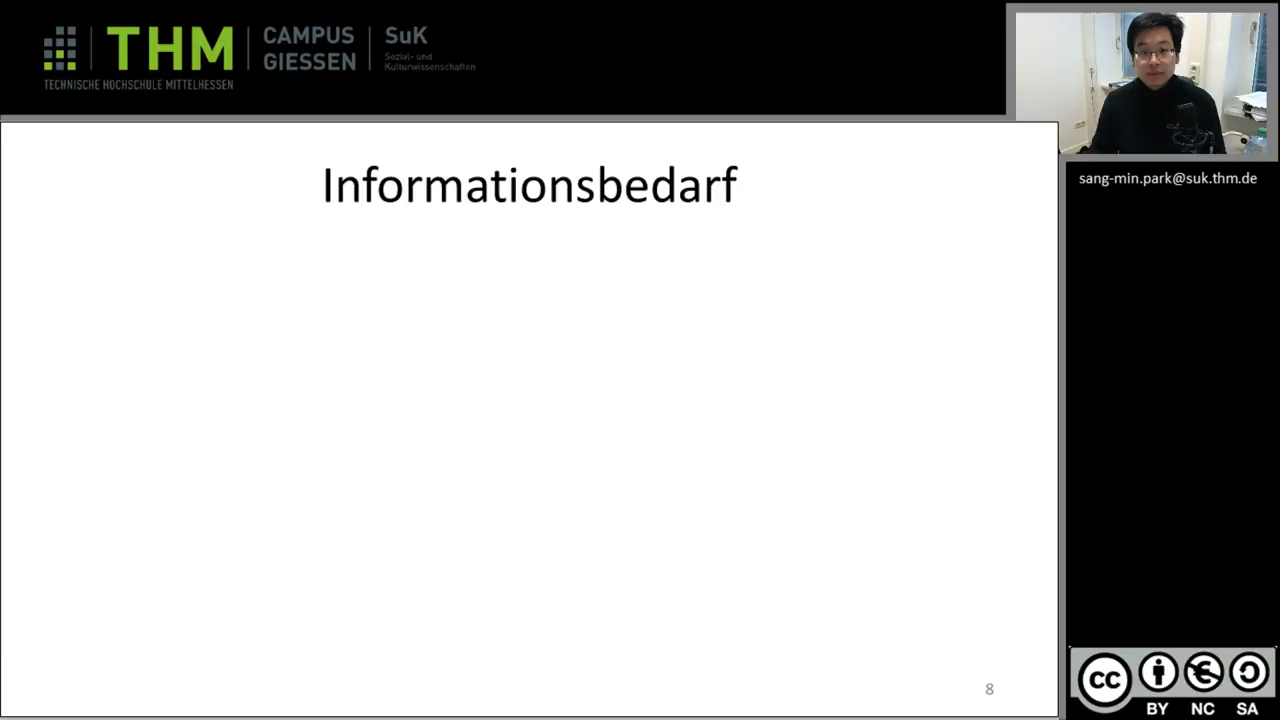 THM
TECHNISCHE HOCHSCHULE MITTELHESSEN
CAMPUS
GIESSEN
SuK
Sozial- und
Kulturwissenschaften
sang-min.park@suk.thm.de
Informationsbedarf
8
cc
BY NC SA